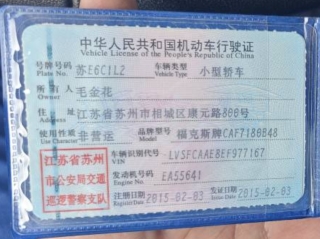 中华人民共和国机动车行驶证
Vehicle License of the People's Republic of China
号牌号码 苏E6C1L2 车辆类型 小型轿车
Plate No. Vehicle Type
所有人 毛金花
Owner
住址 江苏省苏州市相城区康元路800号
Address
使用性质 非营运 品牌型号 福克斯牌CAF7180B48
Use Character Model
江苏省苏州
市公安局交通
巡逻警察支队
车辆识别代号 LVSFCAAE8EF977167
VIN
发动机号码 EA55641
Engine No.
注册日期 2015-02-03 发证日期 2015-02-03
Register Date Issue Date